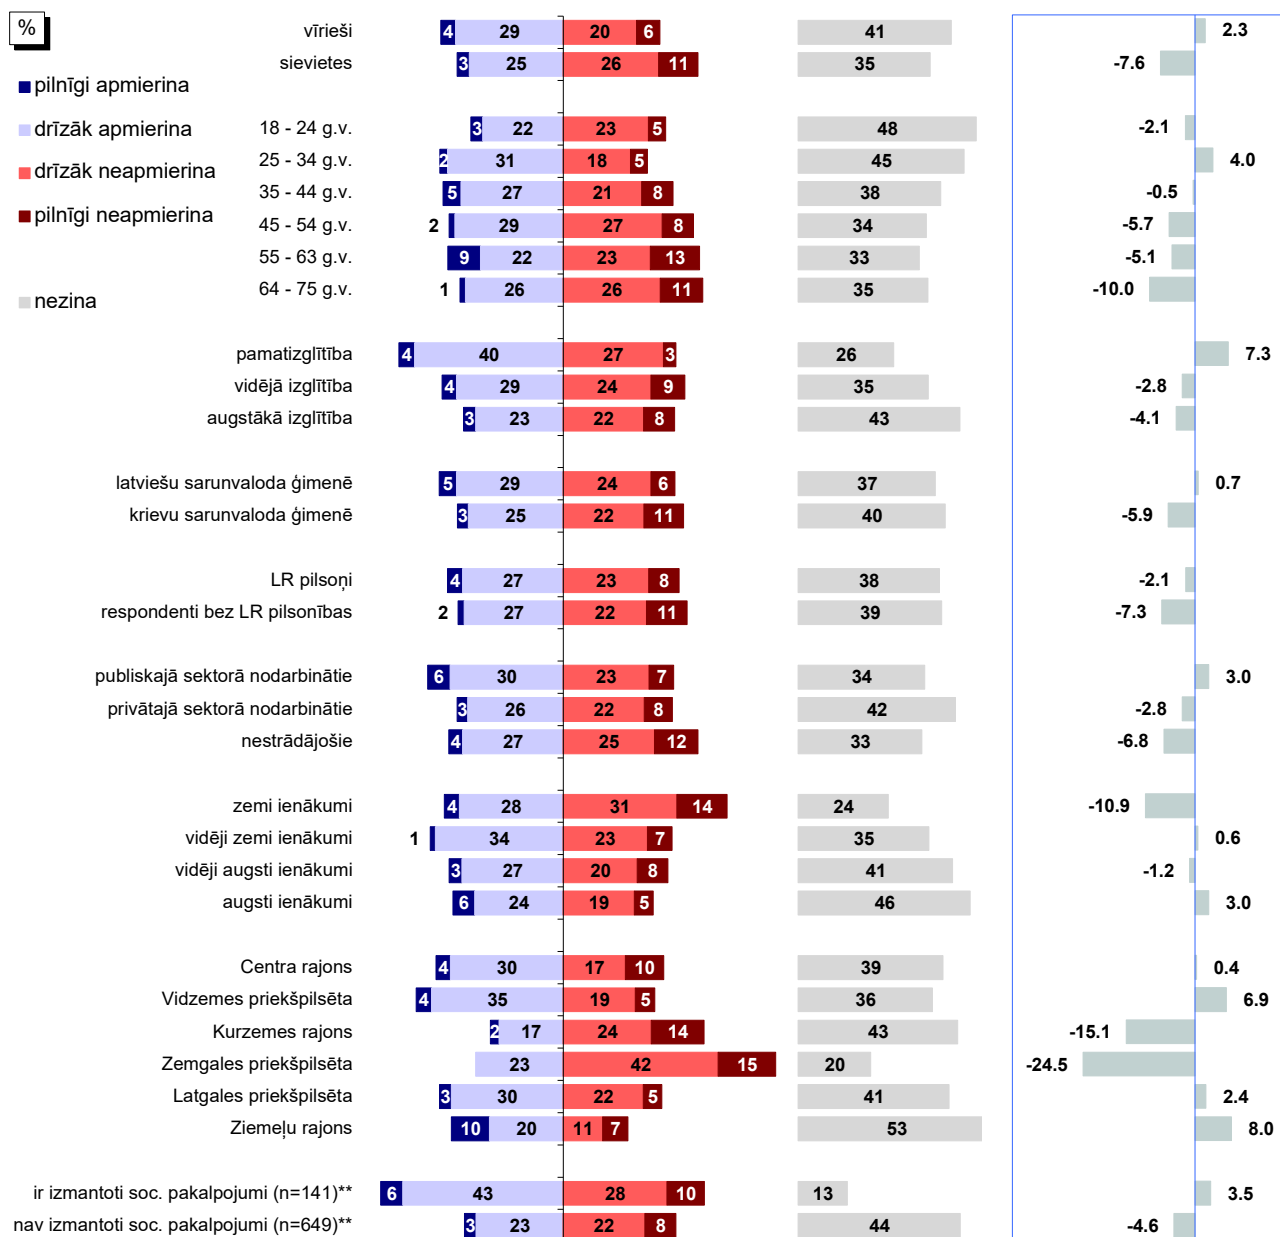 %
pilnīgi apmierina
drīzāk apmierina
drīzāk neapmierina
pilnīgi neapmierina
nezina
vīrieši 4 29 20 6 41 2.3
sievietes 3 25 26 11 35 -7.6
18 - 24 g.v. 3 22 23 5 48 -2.1
25 - 34 g.v. 2 31 18 5 45 4.0
35 - 44 g.v. 5 27 21 8 38 -0.5
45 - 54 g.v. 2 29 27 8 34 -5.7
55 - 63 g.v. 9 22 23 13 33 -5.1
64 - 75 g.v. 1 26 26 11 35 -10.0
pamatizglītība 4 40 27 3 26 7.3
vidējā izglītība 4 29 24 9 35 -2.8
augstākā izglītība 3 23 22 8 43 -4.1
latviešu sarunvaloda ģimenē 5 29 24 6 37 0.7
krievu sarunvaloda ģimenē 3 25 22 11 40 -5.9
LR pilsoņi 4 27 23 8 38 -2.1
respondenti bez LR pilsonības 2 27 22 11 39 -7.3
publiskajā sektorā nodarbinātie 6 30 23 7 34 3.0
privātajā sektorā nodarbinātie 3 26 22 8 42 -2.8
nestrādājošie 4 27 25 12 33 -6.8
zemi ienākumi 4 28 31 14 24 -10.9
vidēji zemi ienākumi 1 34 23 7 35 0.6
vidēji augsti ienākumi 3 27 20 8 41 -1.2
augsti ienākumi 6 24 19 5 46 3.0
Centra rajons 4 30 17 10 39 0.4
Vidzemes priekšpilsēta 4 35 19 5 36 6.9
Kurzemes rajons 2 17 24 14 43 -15.1
Zemgales priekšpilsēta 23 42 15 20 -24.5
Latgales priekšpilsēta 3 30 22 5 41 2.4
Ziemeļu rajons 10 20 11 7 53 8.0
ir izmantoti soc. pakalpojumi (n=141)** 6 43 28 10 13 3.5
nav izmantoti soc. pakalpojumi (n=649)** 3 23 22 8 44 -4.6